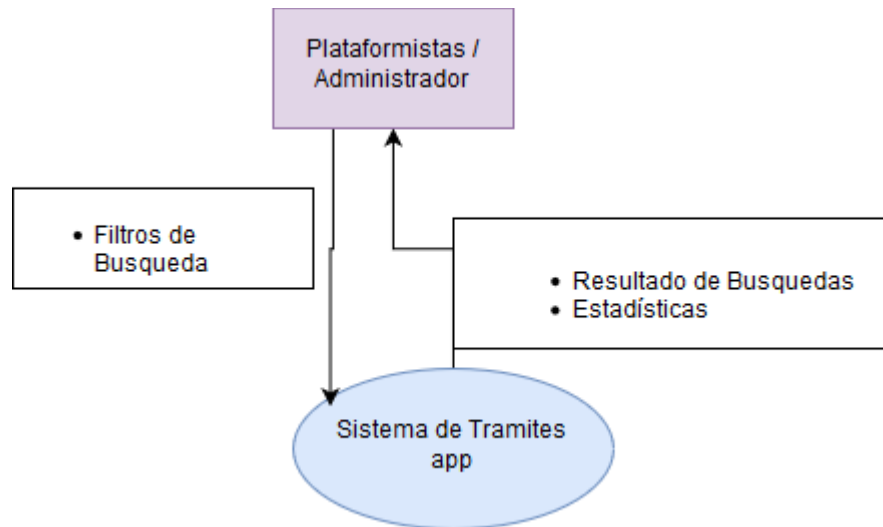 Plataformistas /
Administrador
• Filtros de
Busqueda
• Resultado de Busquedas
• Estadísticas
Sistema de Tramites
app